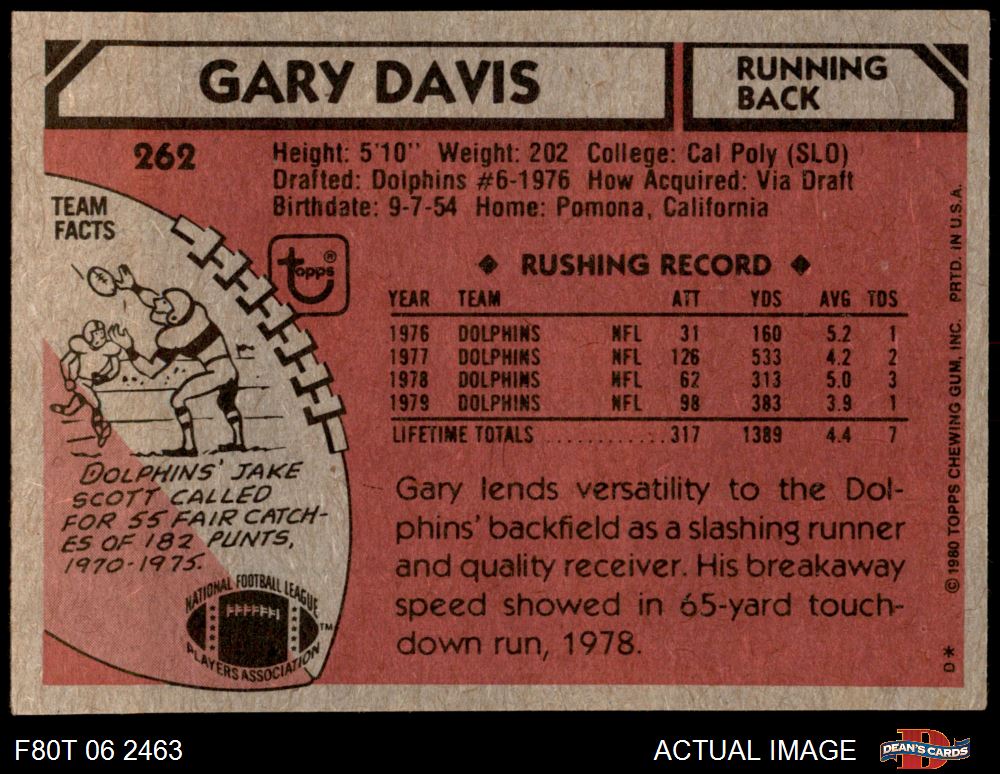 GARY DAVIS
RUNNING
BACK
262
Height: 5'10" Weight: 202 College: Cal Poly (SLO)
Drafted: Dolphins #6-1976 How Acquired: Via Draft
Birthdate: 9-7-54 Home: Pomona, California
TEAM
FACTS
topps®
◆ RUSHING RECORD ◆
YEAR TEAM ATT YDS AVG TDS
1976 DOLPHINS NFL 31 160 5.2 1
1977 DOLPHINS NFL 126 533 4.2 2
1978 DOLPHINS NFL 62 313 5.0 3
1979 DOLPHINS NFL 98 383 3.9 1
LIFETIME TOTALS ............ 317 1389 4.4 7
DOLPHINS' JAKE
SCOTT CALLED
FOR 55 FAIR CATCH-
ES OF 182 PUNTS,
1970-1975.
NATIONAL FOOTBALL LEAGUE
PLAYERS ASSOCIATION
TM
Gary lends versatility to the Dol-
phins' backfield as a slashing runner
and quality receiver. His breakaway
speed showed in 65-yard touch-
down run, 1978.
D* © 1980 TOPPS CHEWING GUM, INC. PRTD. IN U.S.A.
F80T 06 2463
ACTUAL IMAGE
D
DEAN'S CARDS